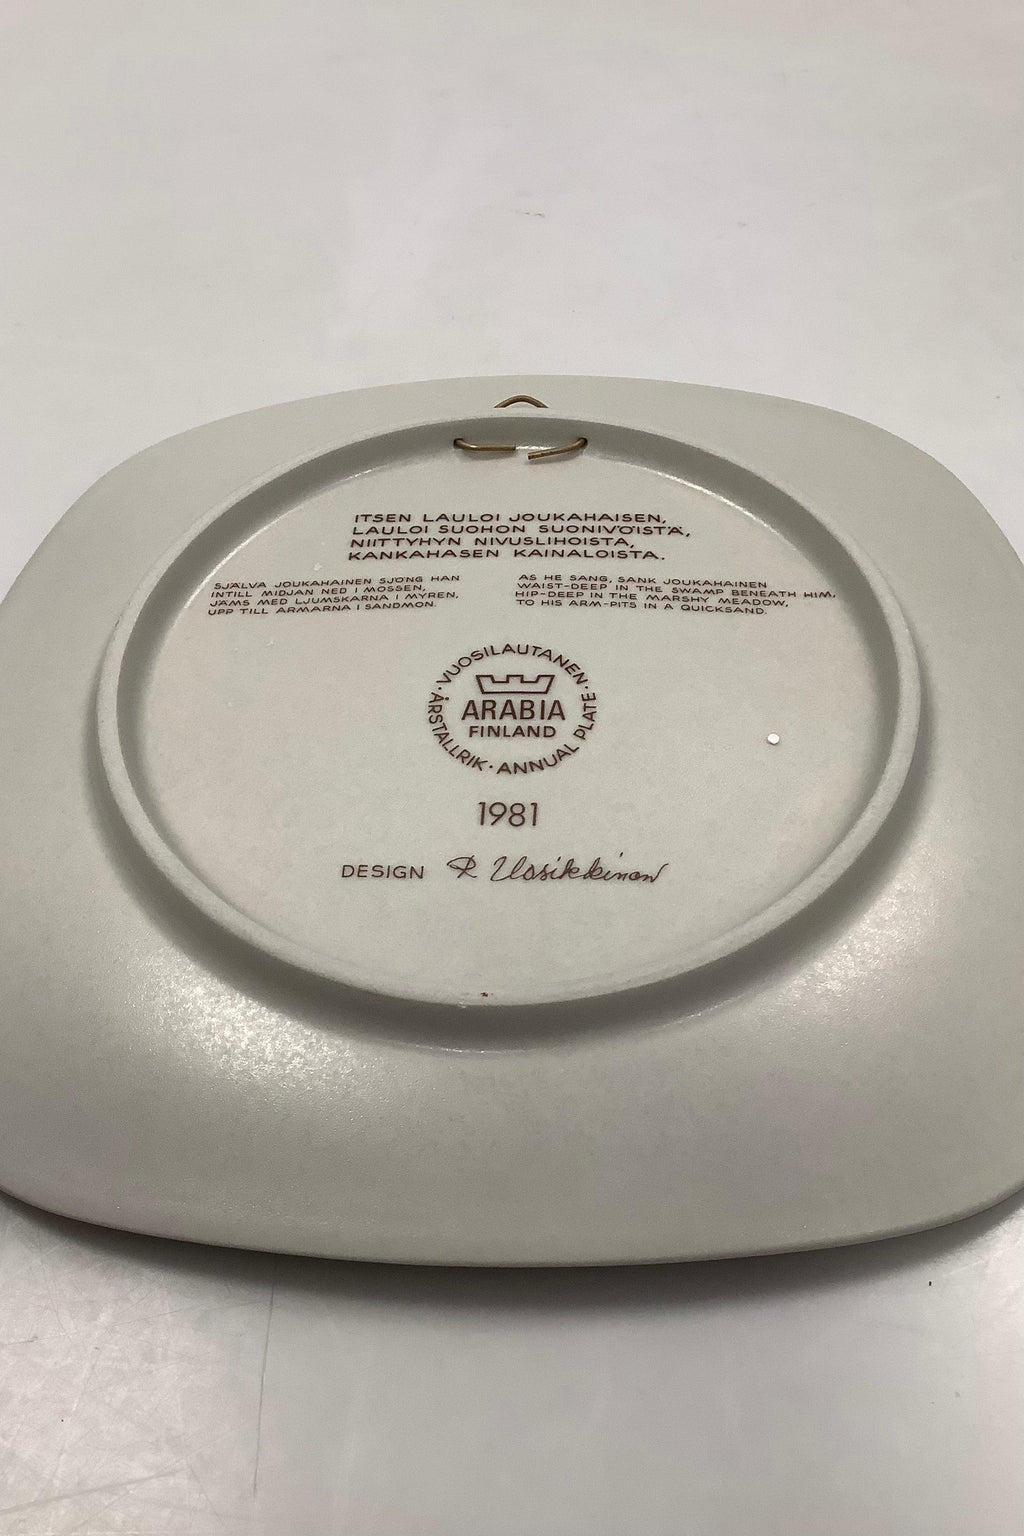 ITSEN LAULOI JOUKAHAISEN,
LAULOI SUOHON SUONIVÖISTÄ,
NIITTYHYN NIVUSLIHOISTA,
KANKAHASEN KAINALOISTA.
SJÄLVA JOUKAHAINEN SJÖNG HAN
INTILL MIDJAN NED I MOSSEN,
JÄMS MED LJUMSKARNA I MYREN,
UPP TILL ARMARNA I SANDMON.
AS HE SANG, SANK JOUKAHAINEN
WAIST-DEEP IN THE SWAMP BENEATH HIM,
HIP-DEEP IN THE MARSHY MEADOW,
TO HIS ARM-PITS IN A QUICKSAND.
· VUOSILAUTANEN ·
ARABIA
FINLAND
ÅRSTALLRIK · ANNUAL PLATE
1981
DESIGN R Uosikkinen